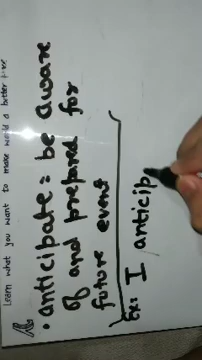 Learn what you want to make world a better place
• anticipate = be aware
of and prepared for
future event
Ex: I anticip